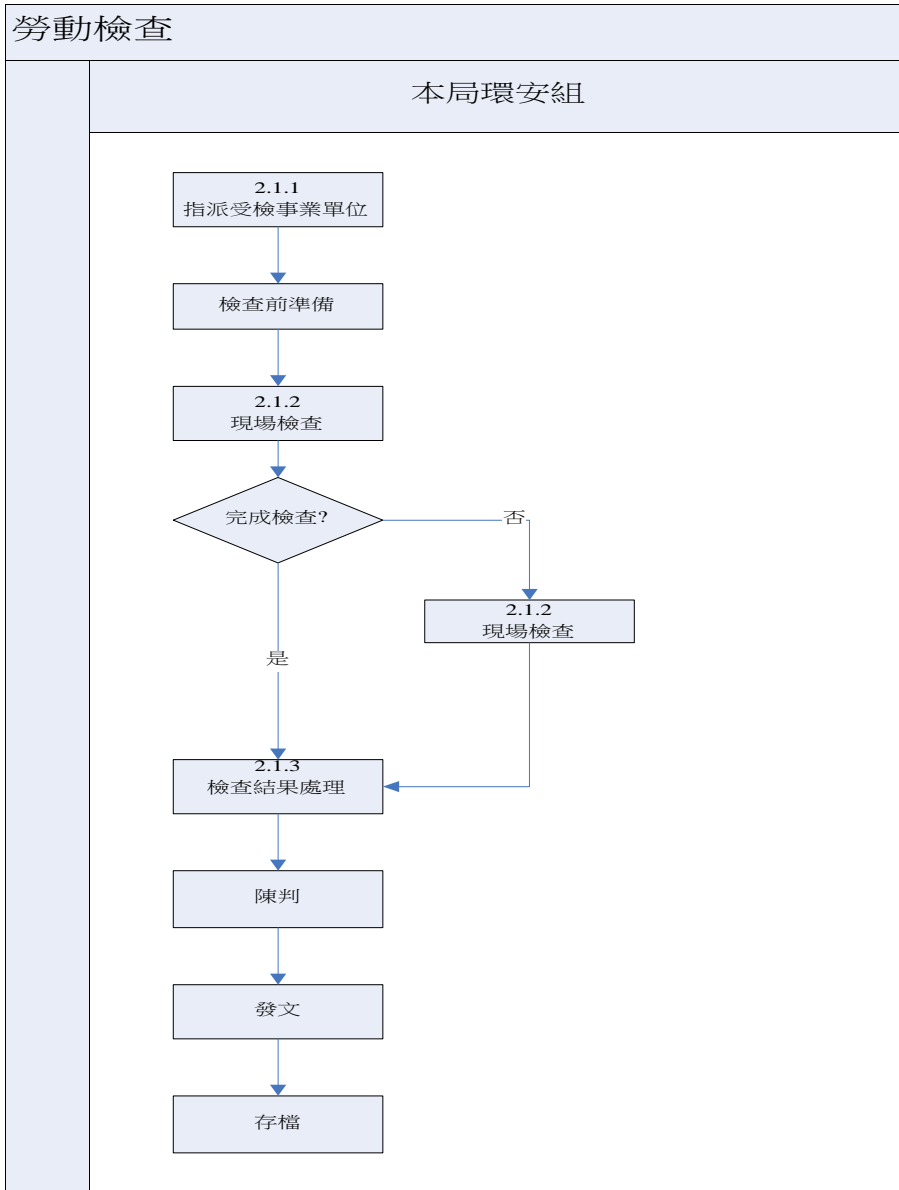 勞動檢查
本局環安組
2.1.1
指派受檢事業單位
檢查前準備
2.1.2
現場檢查
完成檢查?
否
2.1.2
現場檢查
是
2.1.3
檢查結果處理
陳判
發文
存檔